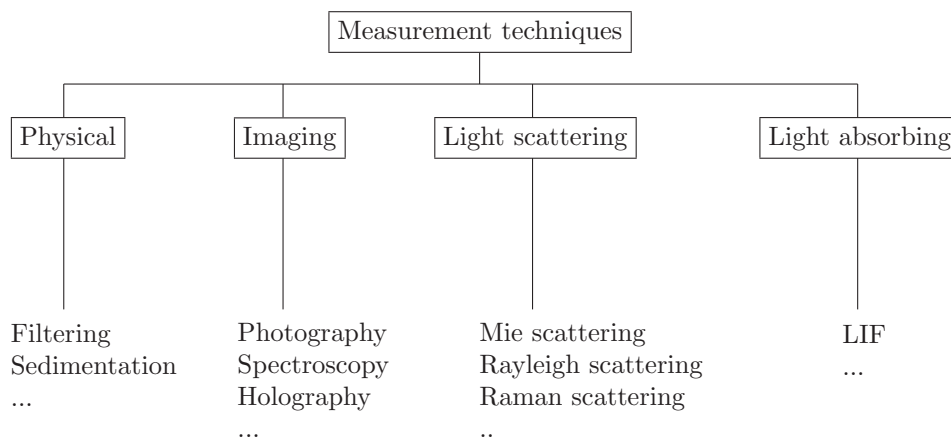 Measurement techniques
Physical
Imaging
Light scattering
Light absorbing
Filtering
Sedimentation
...
Photography
Spectroscopy
Holography
...
Mie scattering
Rayleigh scattering
Raman scattering
..
LIF
...